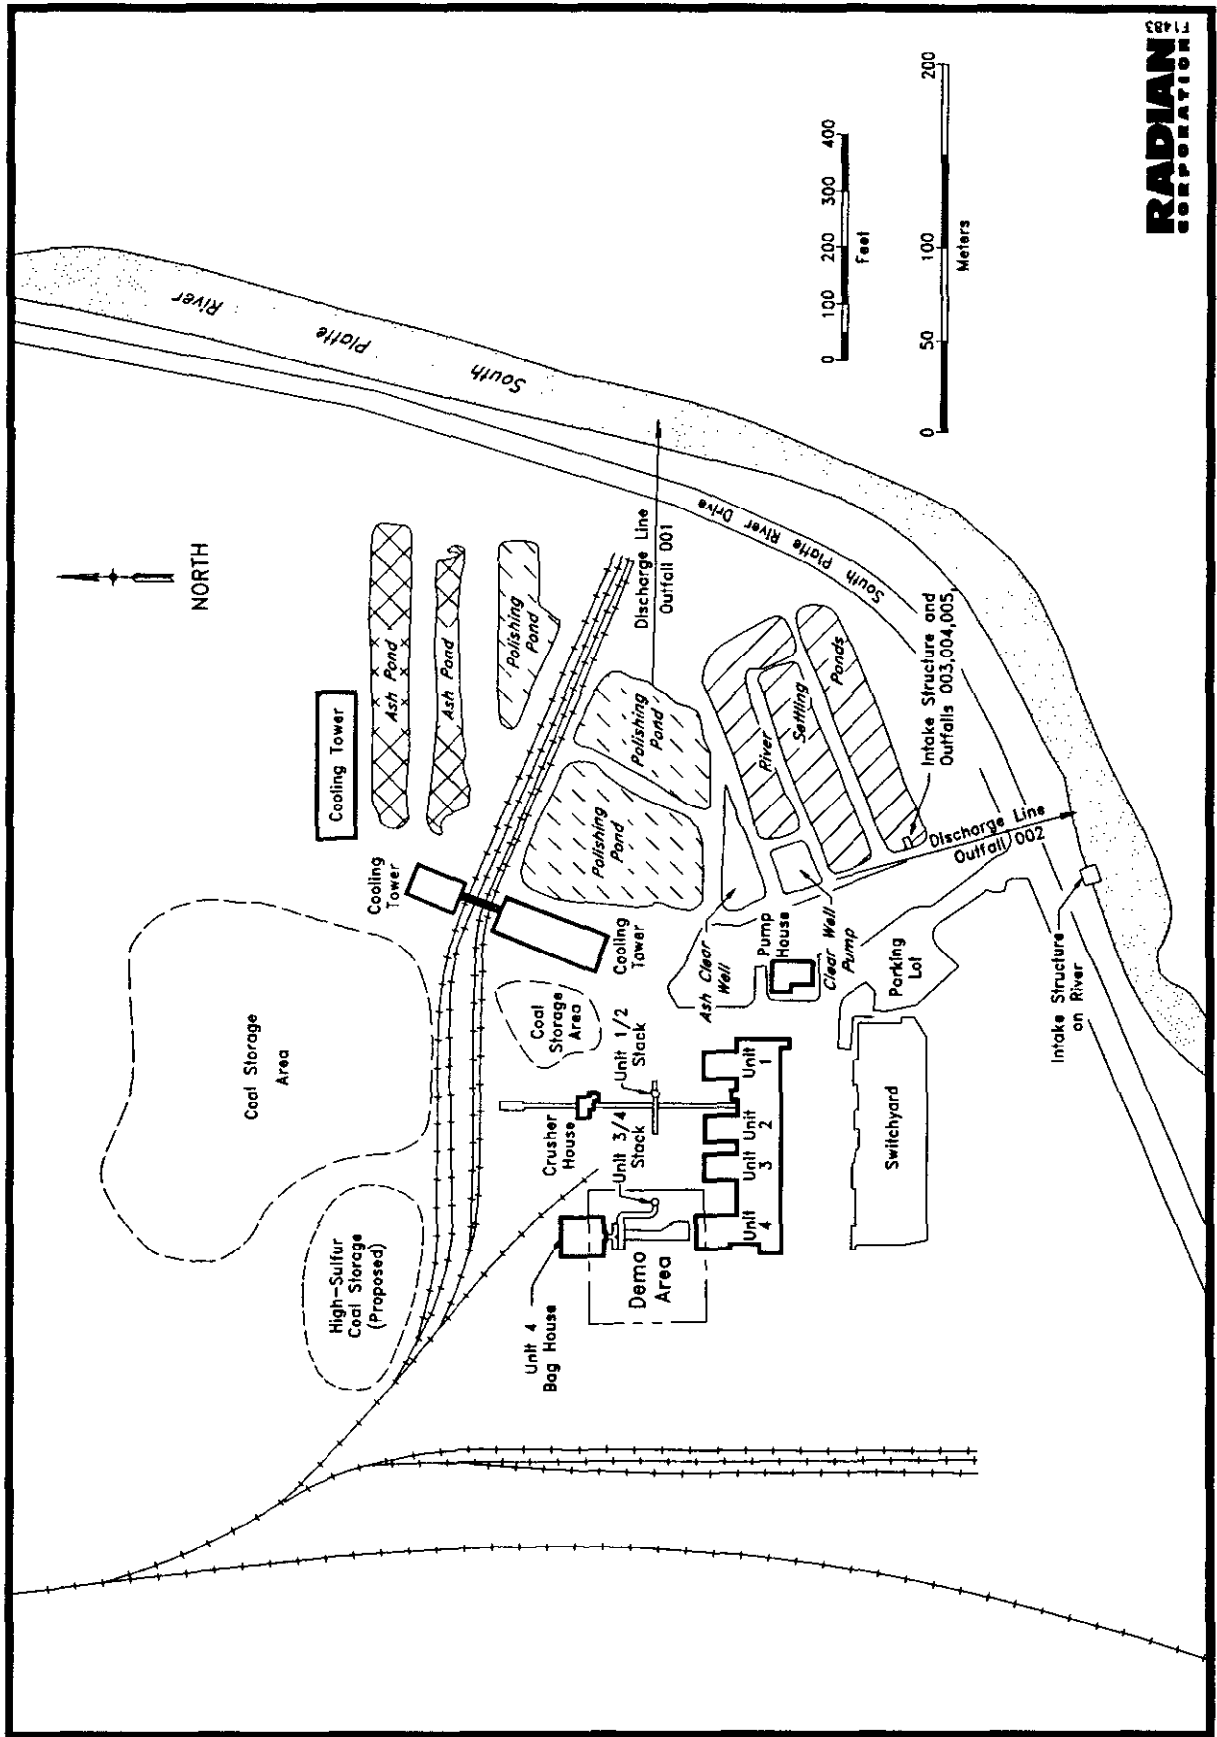 NORTH
Cooling Tower
Ash Pond
Ash Pond
Polishing
Pond
River
Platte
South
Cooling
Tower
Cooling
Tower
Coal Storage
Area
High-Sulfur
Coal Storage
(Proposed)
Coal
Storage
Area
Polishing
Pond
Polishing
Pond
Discharge Line
Outfall 001
South Platte River Drive
River
Settling
Ponds
Intake Structure and
Outfalls 003,004,005,
Discharge Line
Outfall 002
Ash Clear
Well
Pump
House
Clear Well
Pump
Parking
Lot
Intake Structure
on River
Switchyard
Crusher
House
Unit 1/2
Stack
Unit 3/4
Stack
Unit
1
Unit
2
Unit
3
Unit
4
Demo
Area
Unit 4
Bag House
0 100 200 300 400
Feet
0 50 100 200
Meters
RADIAN
CORPORATION
F1483